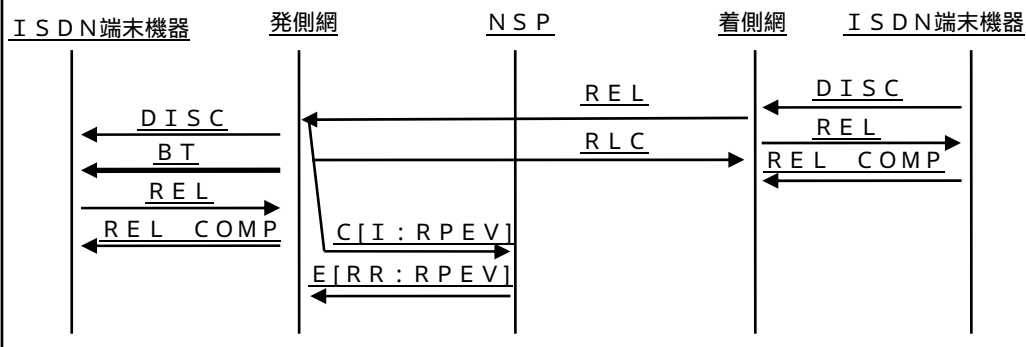 ＩＳＤＮ端末機器 発側網 ＮＳＰ 着側網 ＩＳＤＮ端末機器
ＲＥＬ ＤＩＳＣ
ＤＩＳＣ ＲＬＣ ＲＥＬ
ＢＴ ＲＥＬ　ＣＯＭＰ
ＲＥＬ
ＲＥＬ　ＣＯＭＰ Ｃ[Ｉ：ＲＰＥＶ]
Ｅ[ＲＲ：ＲＰＥＶ]